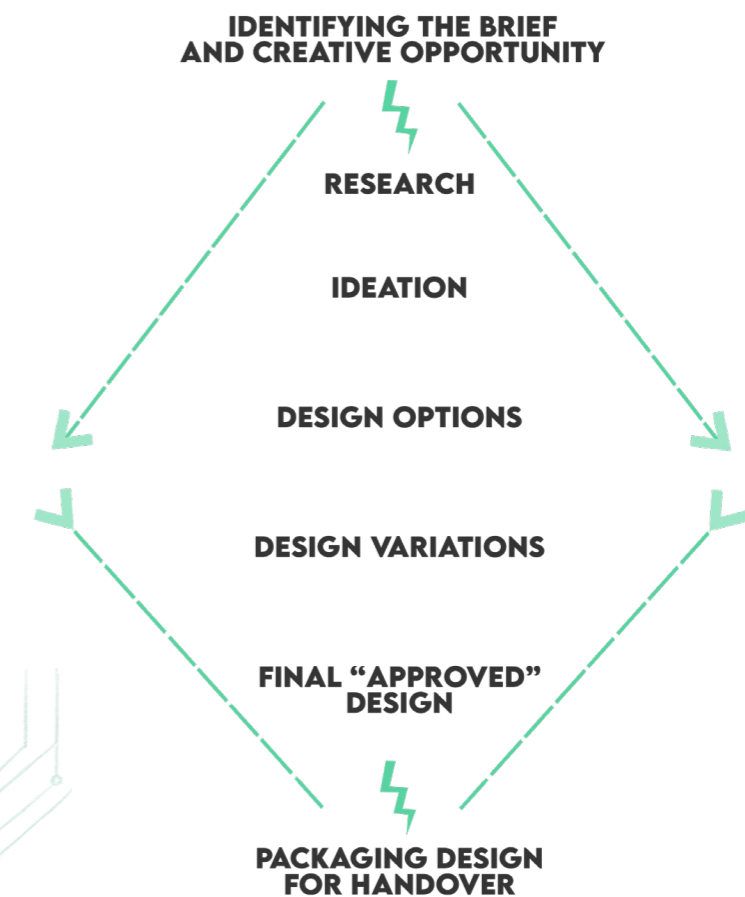 IDENTIFYING THE BRIEF
AND CREATIVE OPPORTUNITY
RESEARCH
IDEATION
DESIGN OPTIONS
DESIGN VARIATIONS
FINAL “APPROVED”
DESIGN
PACKAGING DESIGN
FOR HANDOVER